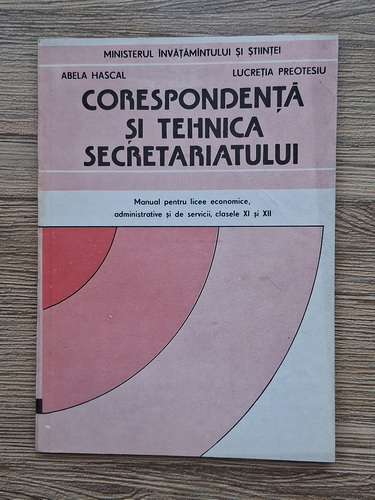 MINISTERUL ÎNVĂȚĂMÎNTULUI ȘI ȘTIINȚEI
ABELA HASCAL LUCREȚIA PREOTESIU
CORESPONDENȚĂ
ȘI TEHNICA
SECRETARIATULUI
Manual pentru licee economice,
administrative și de servicii, clasele XI și XII